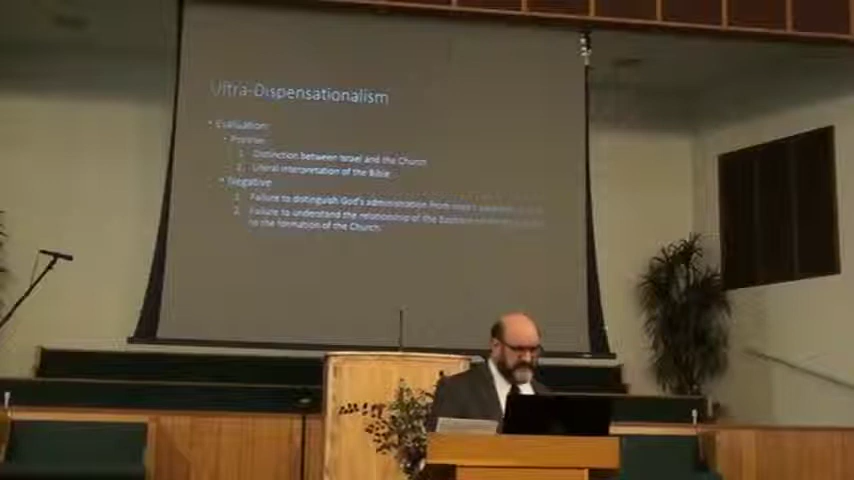 Ultra-Dispensationalism
• Evaluation:
• Positive:
1. Distinction between Israel and the Church
2. Literal interpretation of the Bible
• Negative
1. Failure to distinguish God's administration from
2. Failure to understand the relationship of the
to the formation of the Church.